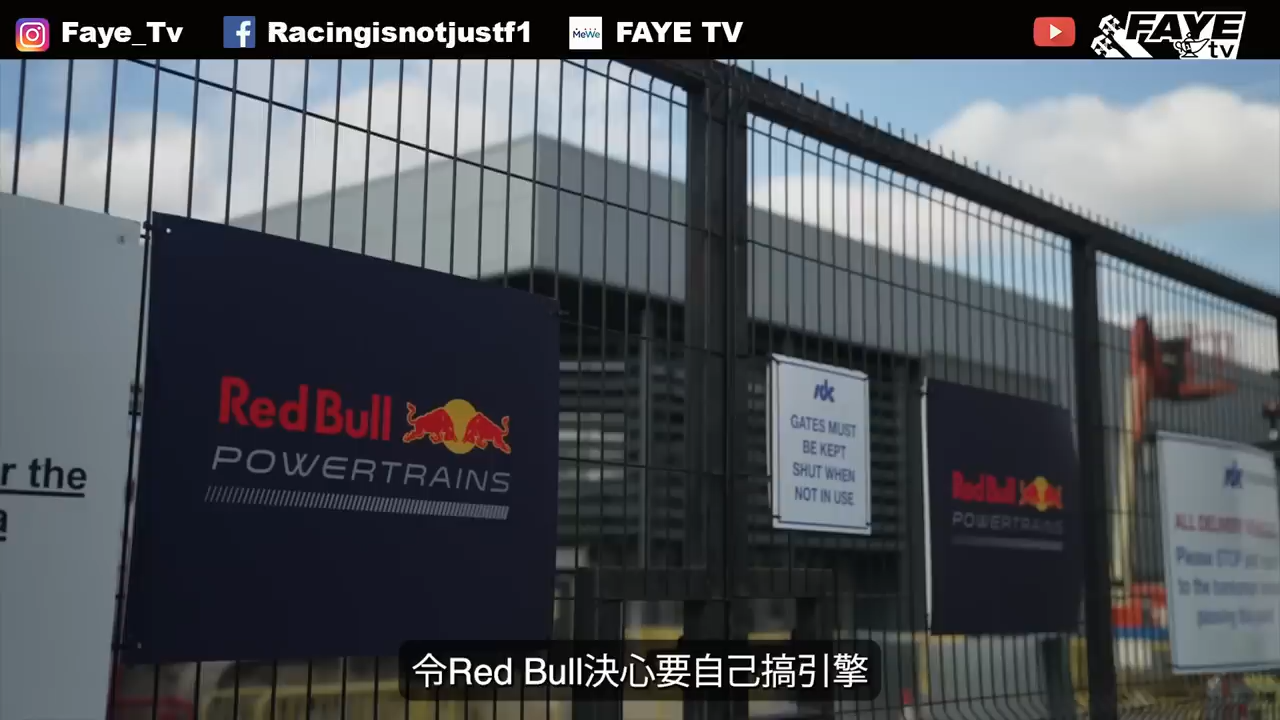 Faye_Tv
Racingisnotjustf1
MeWe
FAYE TV
FAYE
tv
r the
a
Red Bull
POWERTRAINS
rdc
GATES MUST
BE KEPT
SHUT WHEN
NOT IN USE
Red Bull
POWERTRAINS
Please STOP
令Red Bull決心要自己搞引擎